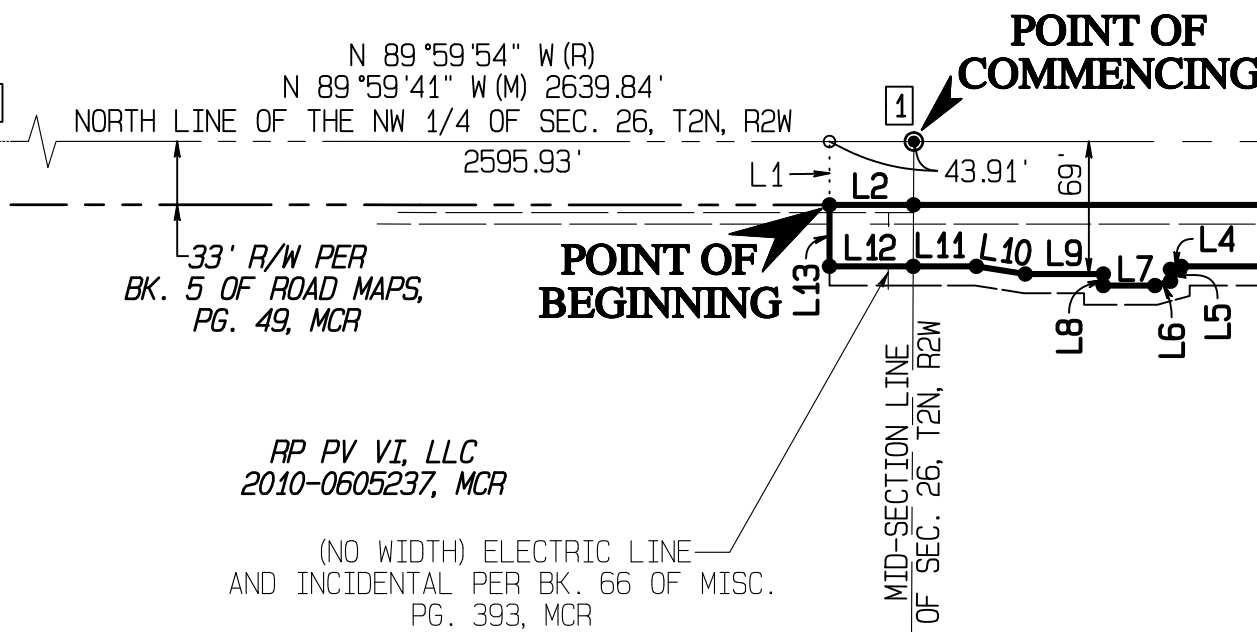 POINT OF
COMMENCING
N 89°59'54" W (R)
N 89°59'41" W (M) 2639.84'
1
NORTH LINE OF THE NW 1/4 OF SEC. 26, T2N, R2W
2595.93'
L1
43.91'
69'
L2
33' R/W PER
BK. 5 OF ROAD MAPS,
PG. 49, MCR
POINT OF
BEGINNING
L13
L12
L11
L10
L9
L8
L7
L6
L5
L4
MID-SECTION LINE
OF SEC. 26, T2N, R2W
RP PV VI, LLC
2010-0605237, MCR
(NO WIDTH) ELECTRIC LINE
AND INCIDENTAL PER BK. 66 OF MISC.
PG. 393, MCR